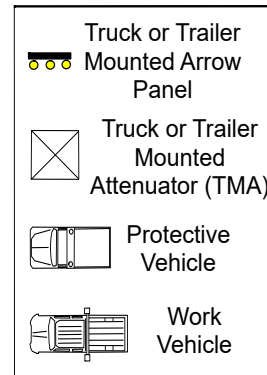 Truck or Trailer
Mounted Arrow
Panel
Truck or Trailer
Mounted
Attenuator (TMA)
Protective
Vehicle
Work
Vehicle